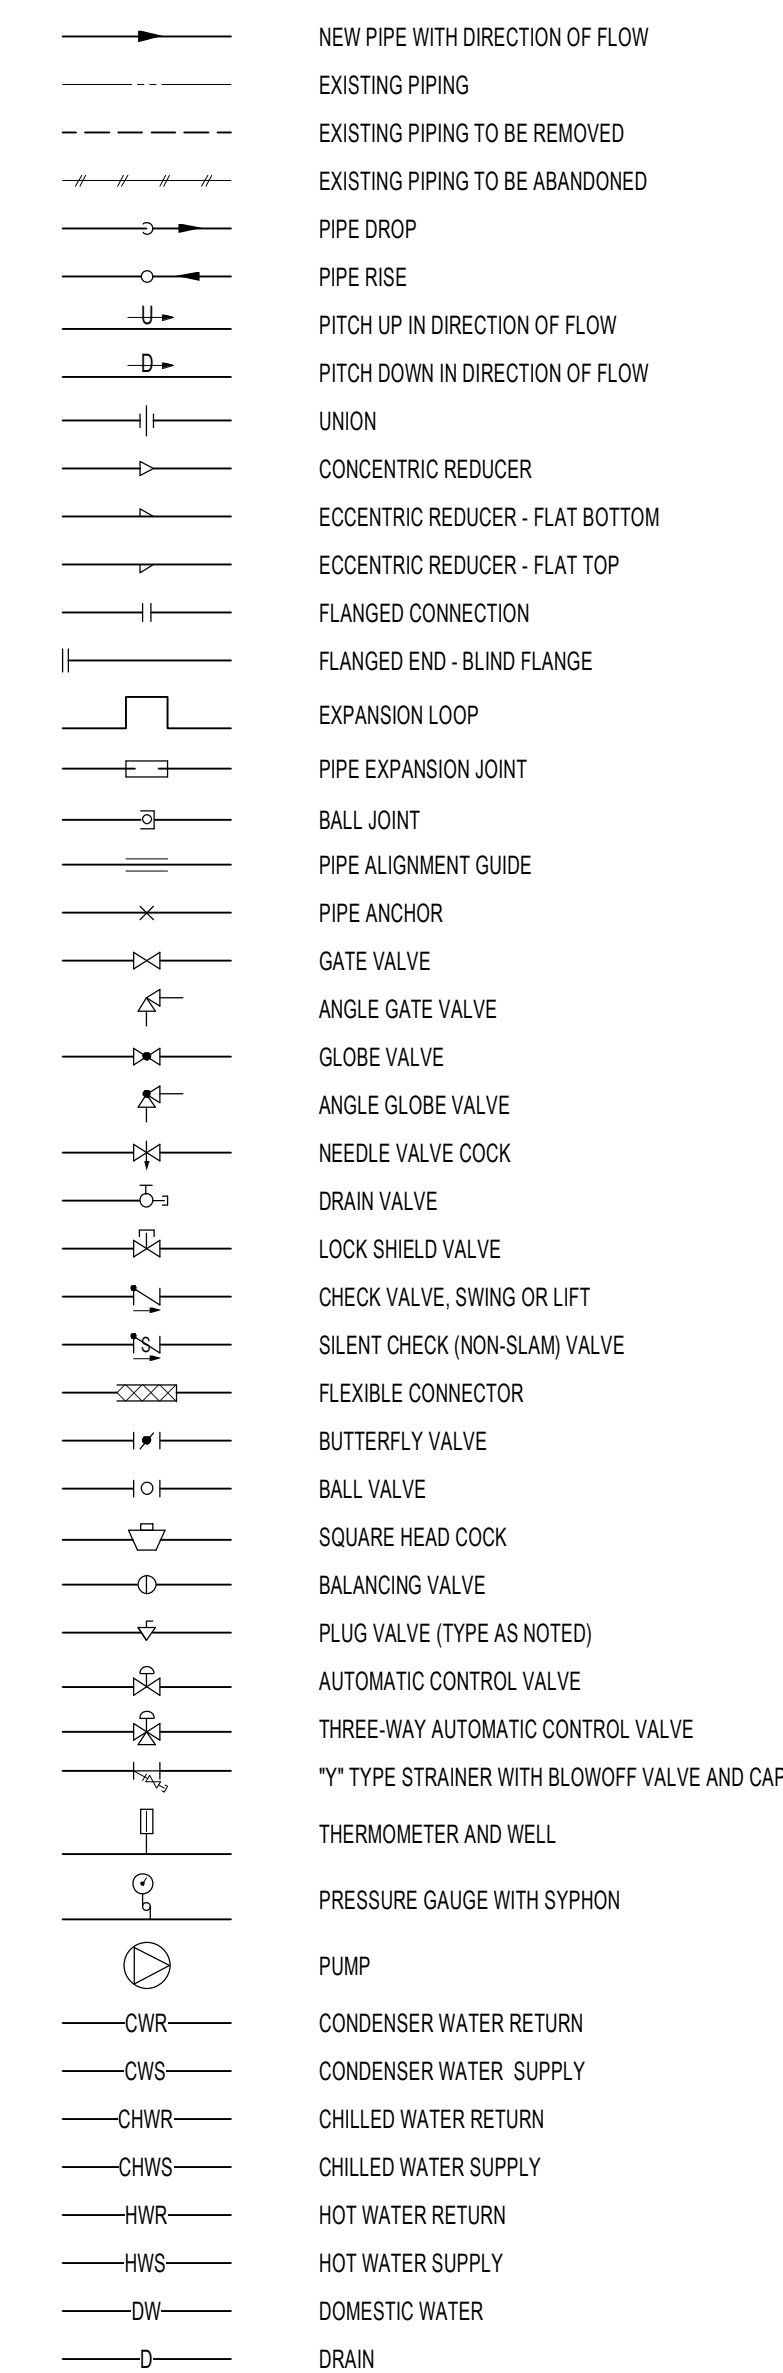 NEW PIPE WITH DIRECTION OF FLOW
EXISTING PIPING
EXISTING PIPING TO BE REMOVED
EXISTING PIPING TO BE ABANDONED
PIPE DROP
PIPE RISE
U PITCH UP IN DIRECTION OF FLOW
D PITCH DOWN IN DIRECTION OF FLOW
UNION
CONCENTRIC REDUCER
ECCENTRIC REDUCER - FLAT BOTTOM
ECCENTRIC REDUCER - FLAT TOP
FLANGED CONNECTION
FLANGED END - BLIND FLANGE
EXPANSION LOOP
PIPE EXPANSION JOINT
BALL JOINT
PIPE ALIGNMENT GUIDE
PIPE ANCHOR
GATE VALVE
ANGLE GATE VALVE
GLOBE VALVE
ANGLE GLOBE VALVE
NEEDLE VALVE COCK
DRAIN VALVE
LOCK SHIELD VALVE
CHECK VALVE, SWING OR LIFT
S SILENT CHECK (NON-SLAM) VALVE
FLEXIBLE CONNECTOR
BUTTERFLY VALVE
BALL VALVE
SQUARE HEAD COCK
BALANCING VALVE
PLUG VALVE (TYPE AS NOTED)
AUTOMATIC CONTROL VALVE
THREE-WAY AUTOMATIC CONTROL VALVE
"Y" TYPE STRAINER WITH BLOWOFF VALVE AND CAP
THERMOMETER AND WELL
PRESSURE GAUGE WITH SYPHON
PUMP
CWR CONDENSER WATER RETURN
CWS CONDENSER WATER SUPPLY
CHWR CHILLED WATER RETURN
CHWS CHILLED WATER SUPPLY
HWR HOT WATER RETURN
HWS HOT WATER SUPPLY
DW DOMESTIC WATER
D DRAIN